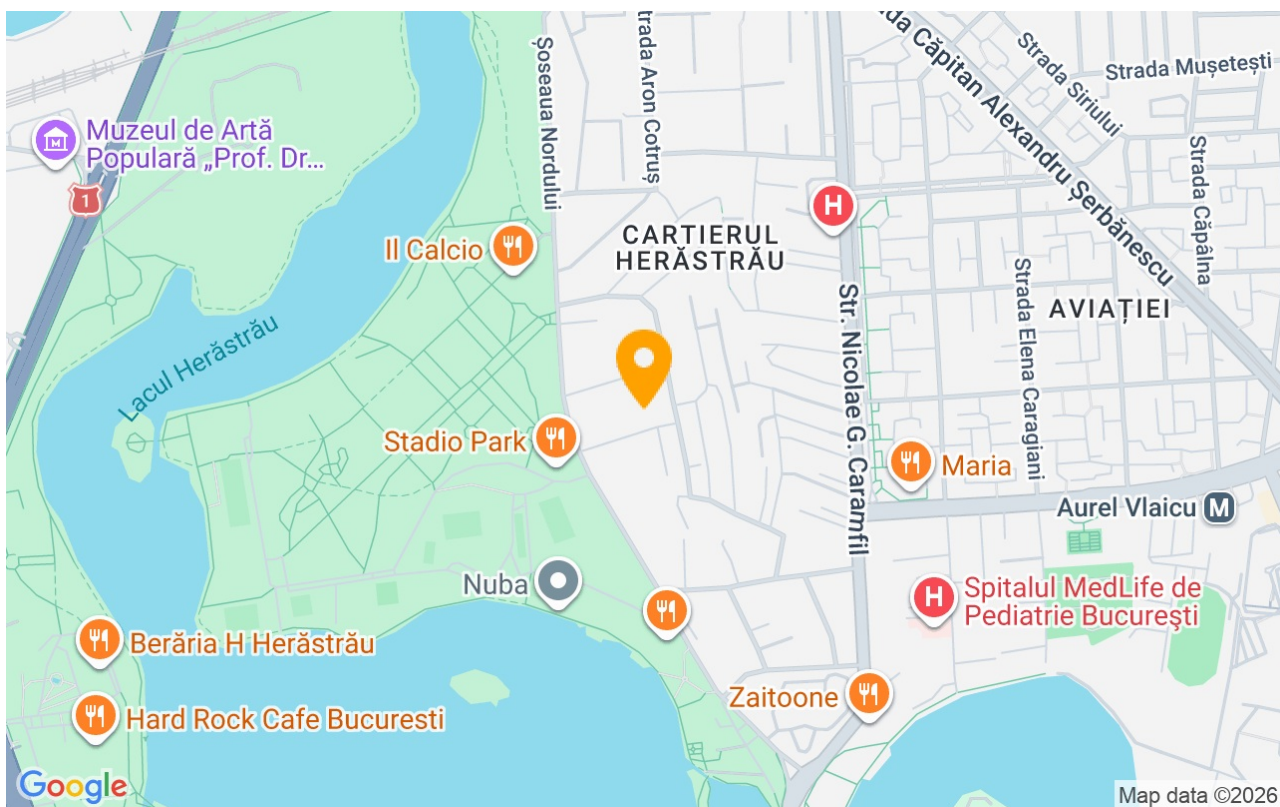 Șoseaua Nordului
trada Aron Cotruș
da Căpitan Alexandru Șerbănescu
Strada Siriului
Strada Mușetești
Muzeul de Artă
Populară „Prof. Dr...
1
Strada Căpâlna
H
Il Calcio
CARTIERUL
HERĂSTRĂU
Str. Nicolae G. Caramfil
Strada Elena Caragiani
AVIAȚIEI
Lacul Herăstrău
Stadio Park
Maria
Aurel Vlaicu M
Nuba
H
Spitalul MedLife de
Pediatrie București
Berăria H Herăstrău
Zaitoone
Hard Rock Cafe Bucuresti
Google
Map data ©2026